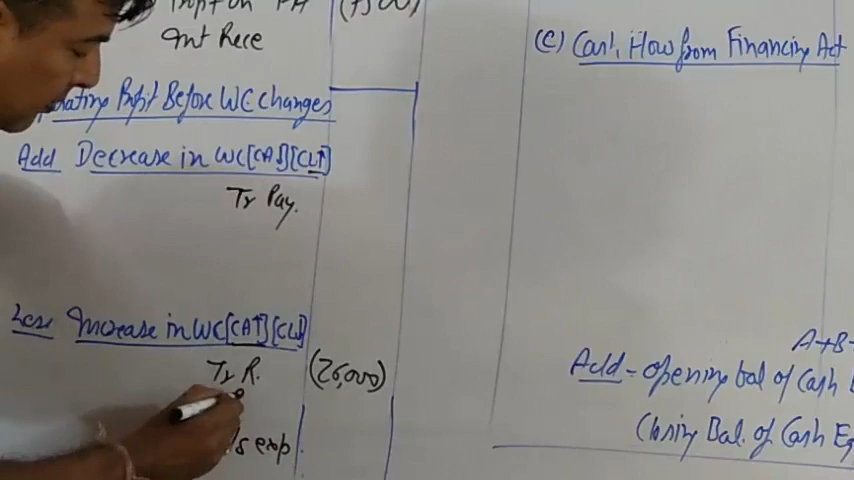 (7500)
Int Rece
Profit Before WC changes
Add Decrease in WC[CA↓][CL↑]
Tr Pay.
Less Increase in WC[CA↑][CL↓]
Tr R. (26,000)
exp
(C) Cash Flow from Financing Act
A+B
Add - opening bal of Cash
Closing Bal. of Cash Eq